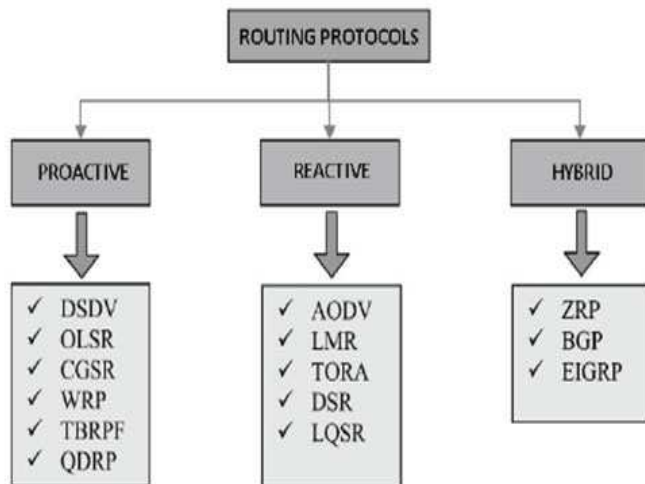 ROUTING PROTOCOLS
PROACTIVE
REACTIVE
HYBRID
✓ DSDV
✓ OLSR
✓ CGSR
✓ WRP
✓ TBRPF
✓ QDRP
✓ AODV
✓ LMR
✓ TORA
✓ DSR
✓ LQSR
✓ ZRP
✓ BGP
✓ EIGRP